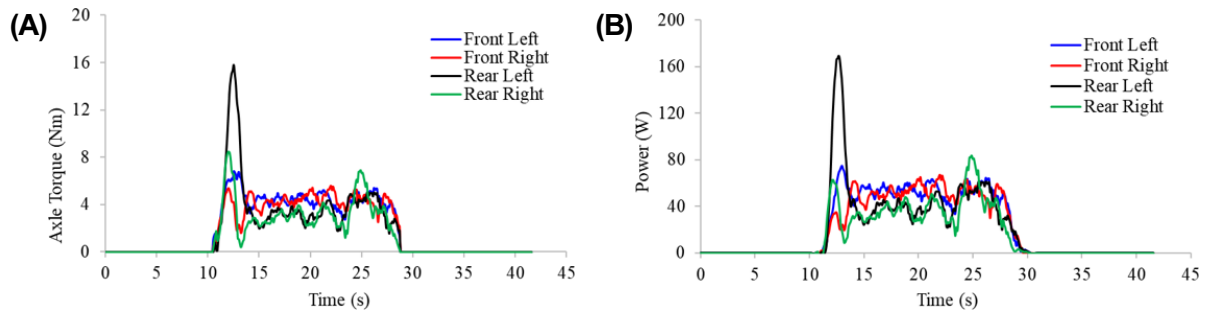 (A)
20
16
12
8
4
0
Axle Torque (Nm)
Front Left
Front Right
Rear Left
Rear Right
0 5 10 15 20 25 30 35 40 45
Time (s)
(B)
200
160
120
80
40
0
Power (W)
Front Left
Front Right
Rear Left
Rear Right
0 5 10 15 20 25 30 35 40 45
Time (s)